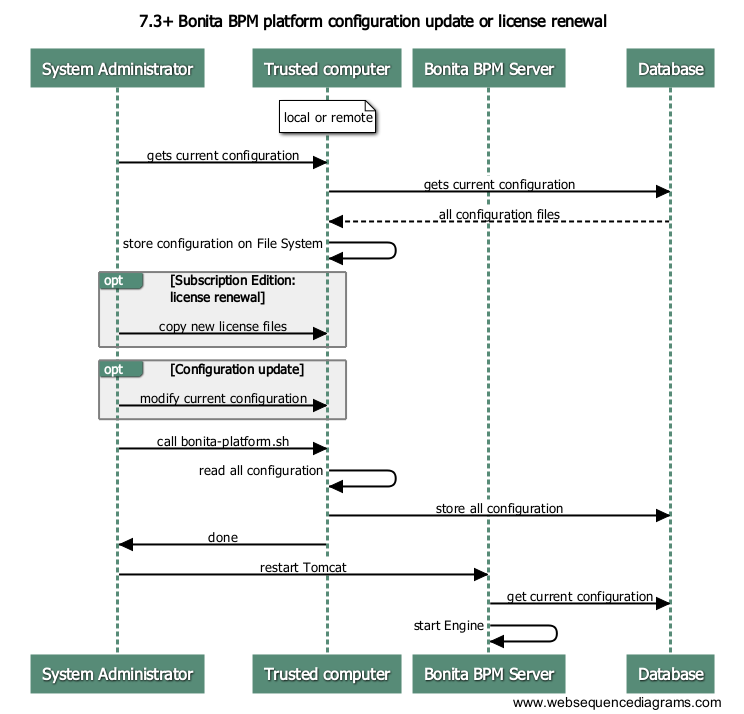 7.3+ Bonita BPM platform configuration update or license renewal
System Administrator
Trusted computer
Bonita BPM Server
Database
local or remote
gets current configuration
gets current configuration
all configuration files
store configuration on File System
opt
[Subscription Edition:
license renewal]
copy new license files
opt
[Configuration update]
modify current configuration
call bonita-platform.sh
read all configuration
store all configuration
done
restart Tomcat
get current configuration
start Engine
System Administrator
Trusted computer
Bonita BPM Server
Database
www.websequencediagrams.com